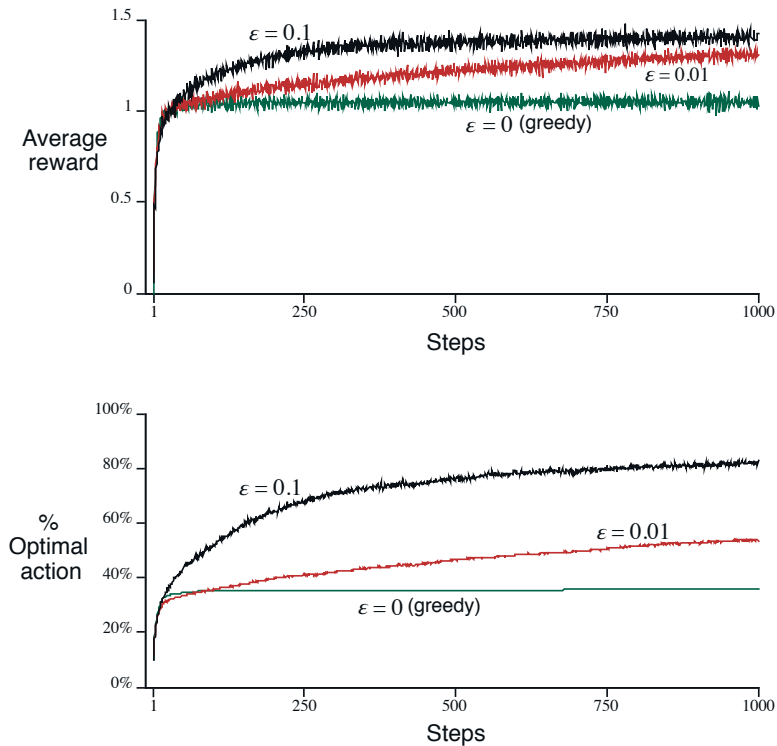 1.5
ε = 0.1
ε = 0.01
1
ε = 0 (greedy)
Average
reward
0.5
0
1
250
500
750
1000
Steps
100%
80%
ε = 0.1
60%
ε = 0.01
%
Optimal
action
40%
ε = 0 (greedy)
20%
0%
1
250
500
750
1000
Steps